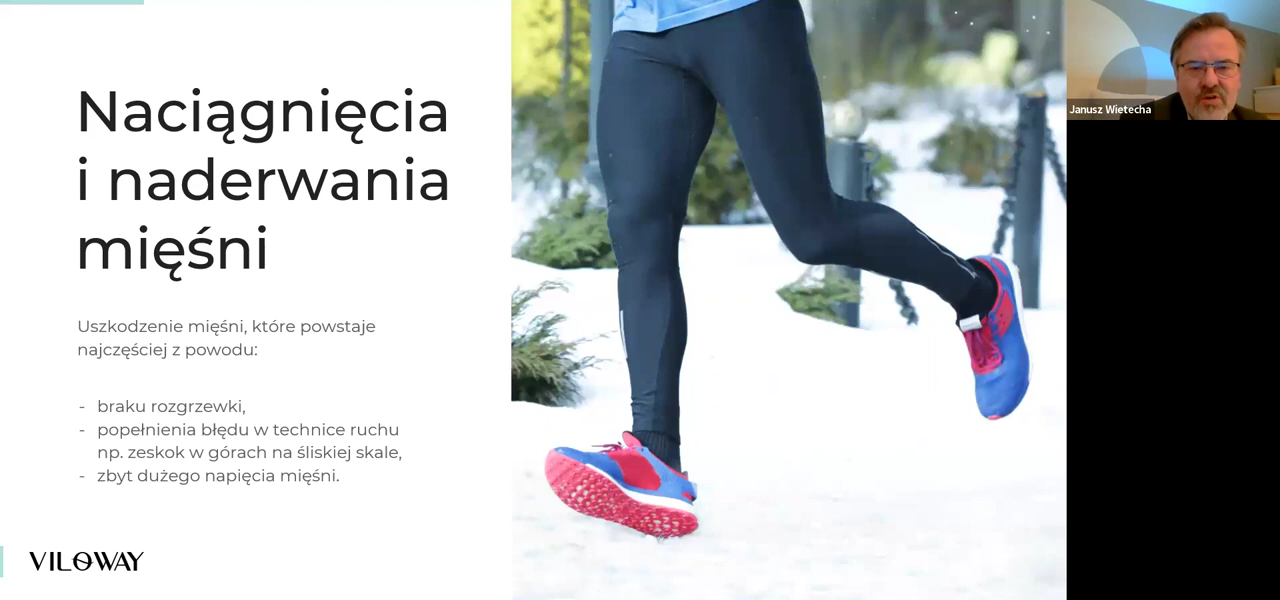 Naciągnięcia
i naderwania
mięśni
Uszkodzenie mięśni, które powstaje
najczęściej z powodu:
- braku rozgrzewki,
- popełnienia błędu w technice ruchu
np. zeskok w górach na śliskiej skale,
- zbyt dużego napięcia mięśni.
VILOWAY
Janusz Wietecha